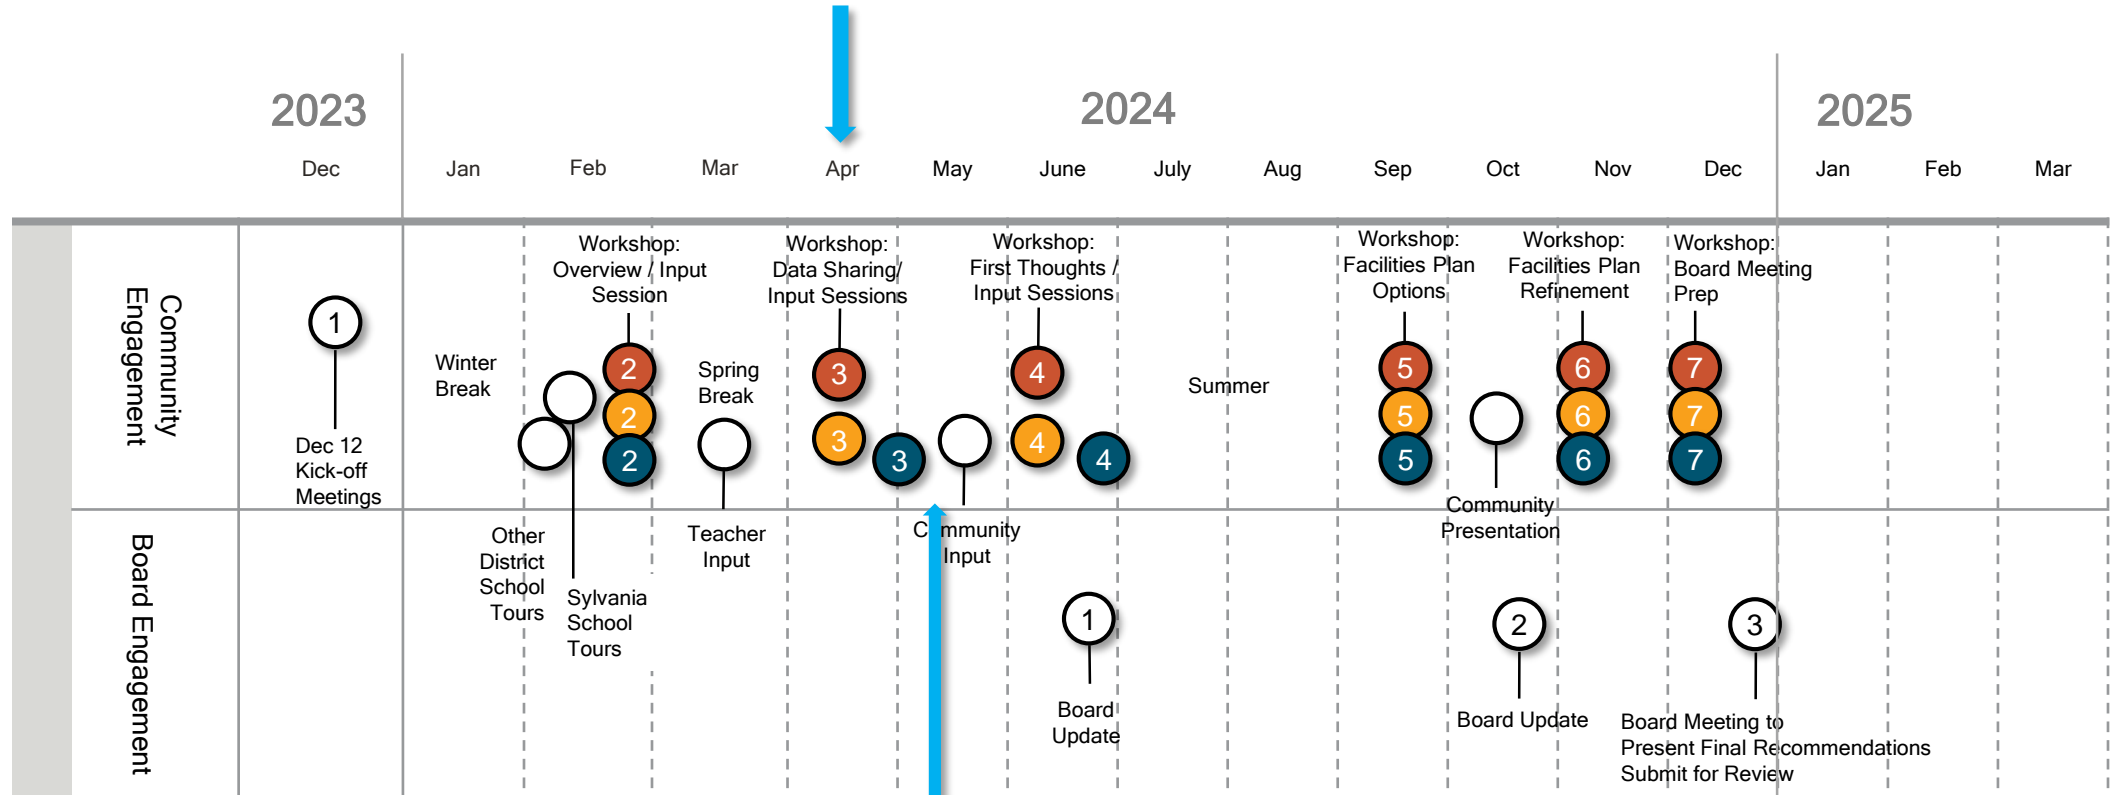 2023
2024
2025
Dec
Jan
Feb
Mar
Apr
May
June
July
Aug
Sep
Oct
Nov
Dec
Jan
Feb
Mar
Community
Engagement
1
Dec 12
Kick-off
Meetings
Winter
Break
Other
District
School
Tours
Sylvania
School
Tours
Workshop:
Overview / Input
Session
2
2
2
Spring
Break
Teacher
Input
Workshop:
Data Sharing/
Input Sessions
3
3
3
Community
Input
Workshop:
First Thoughts /
Input Sessions
4
4
4
Summer
Workshop:
Facilities Plan
Options
5
5
5
Community
Presentation
Workshop:
Facilities Plan
Refinement
6
6
6
Workshop:
Board Meeting
Prep
7
7
7
Board Engagement
1
Board
Update
2
Board Update
3
Board Meeting to
Present Final Recommendations
Submit for Review